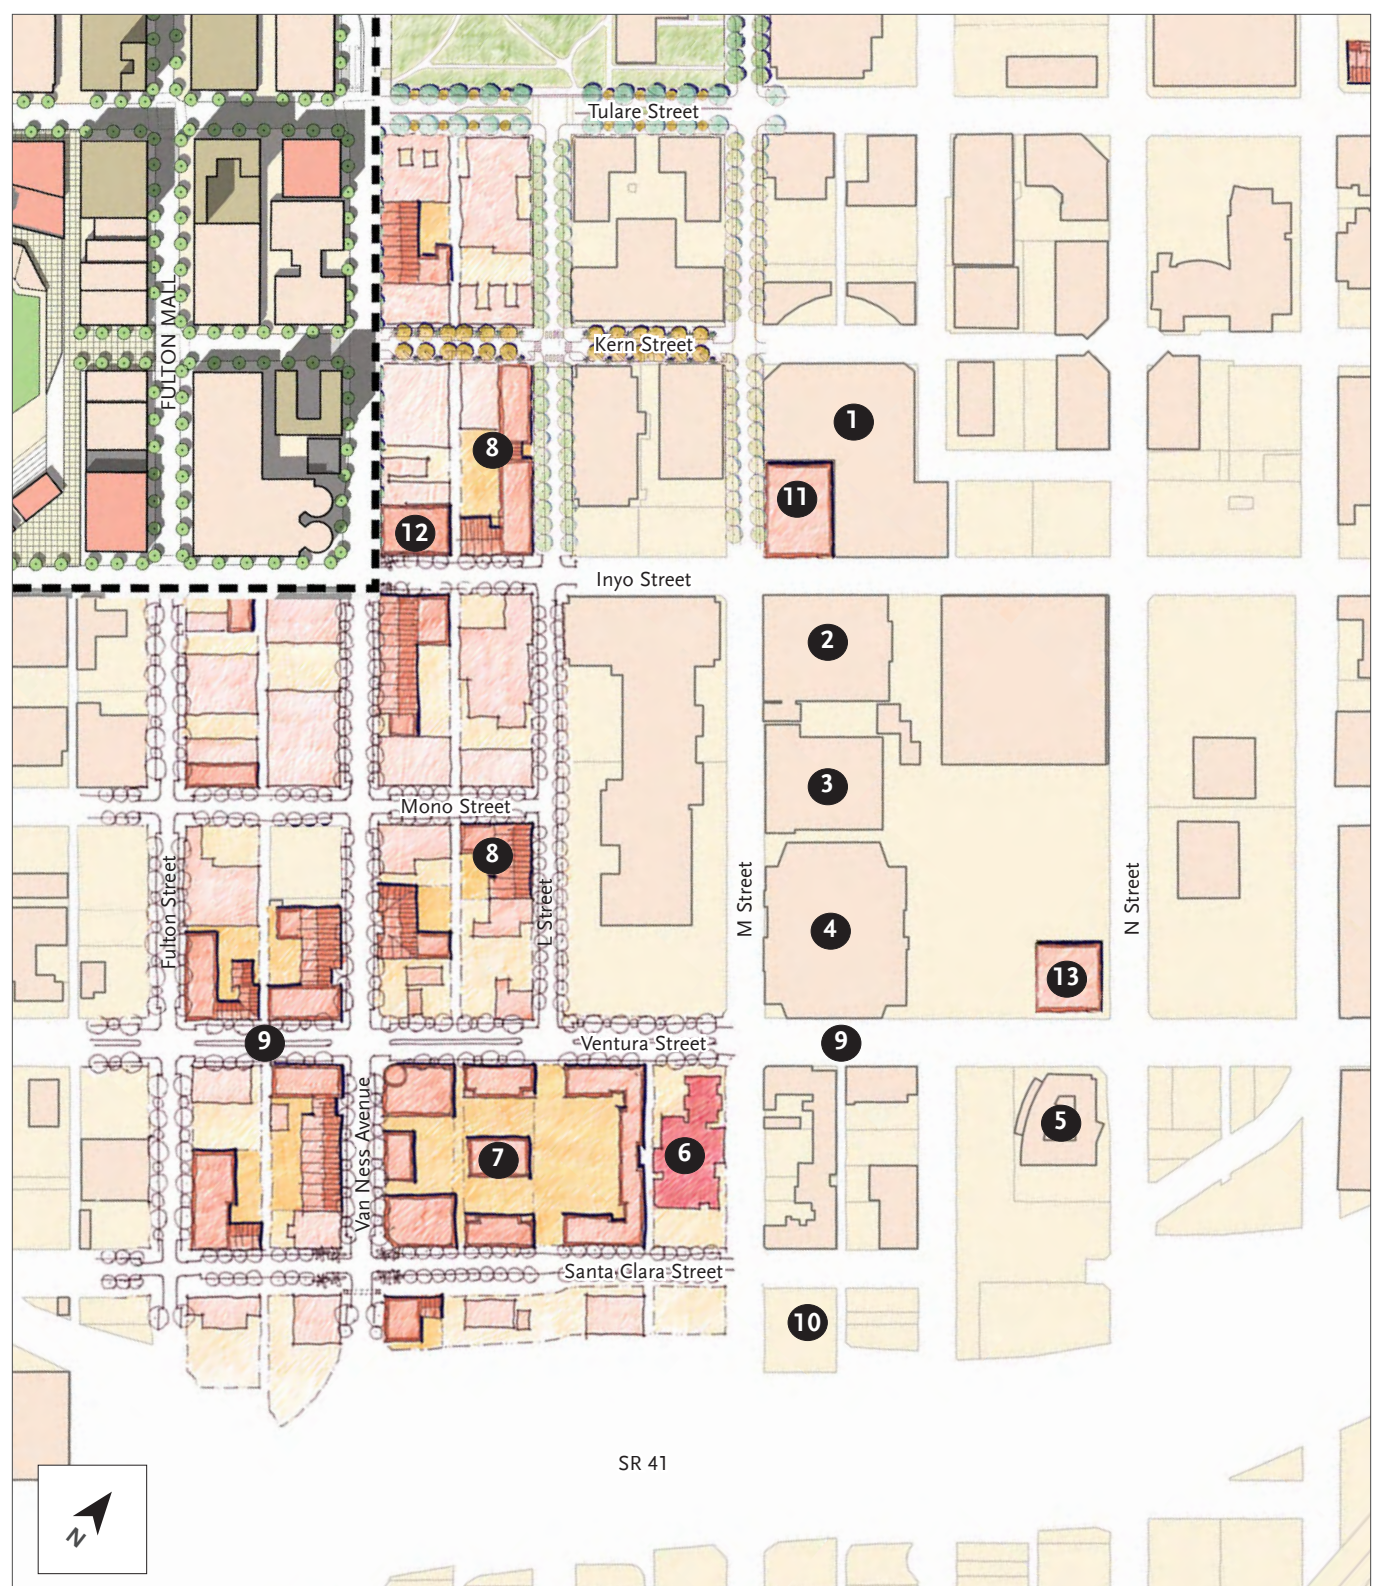 Tulare Street
FULTON MALL
Kern Street
1
8
11
12
Inyo Street
2
3
Mono Street
8
Fulton Street
L Street
M Street
N Street
4
13
9
Ventura Street
9
Van Ness Avenue
5
7
6
Santa Clara Street
10
SR 41
N